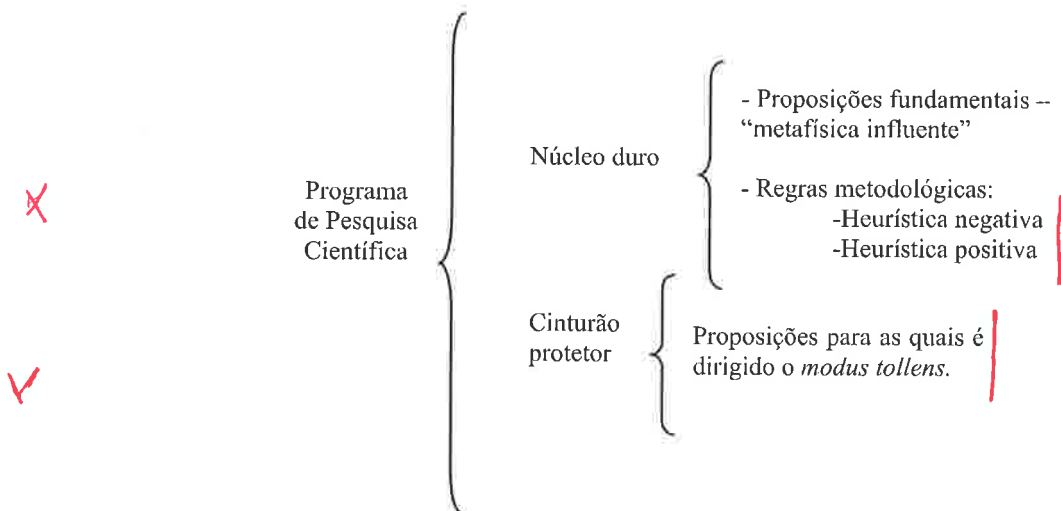 Programa
de Pesquisa
Científica
Núcleo duro
- Proposições fundamentais –
“metafísica influente”
- Regras metodológicas:
-Heurística negativa
-Heurística positiva
Cinturão
protetor
Proposições para as quais é
dirigido o modus tollens.